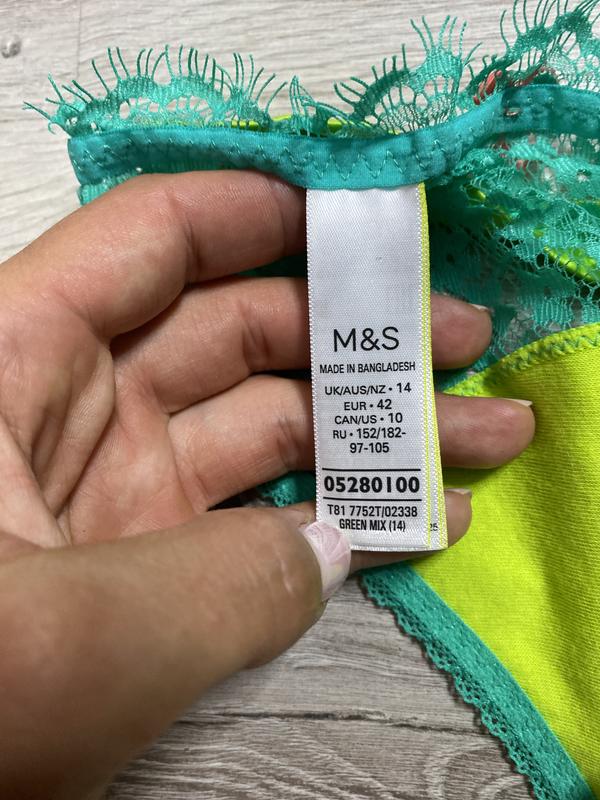 M&S
MADE IN BANGLADESH
UK/AUS/NZ • 14
EUR • 42
CAN/US • 10
RU • 152/182-
97-105
05280100
T81 7752T/02338
GREEN MIX (14)